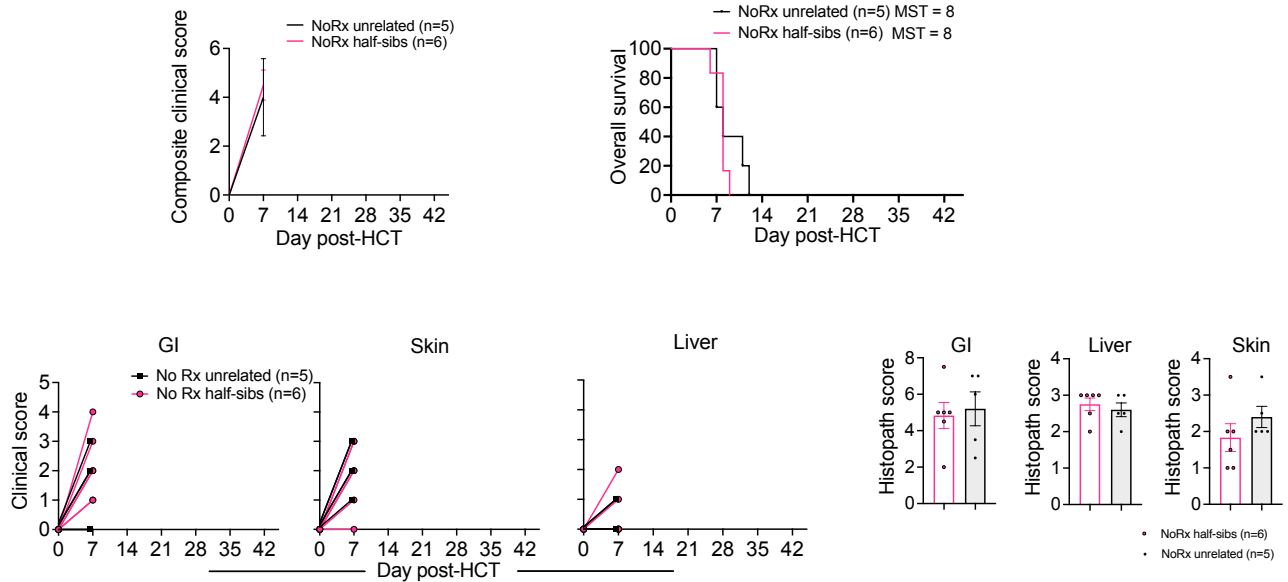 NoRx unrelated (n=5)
NoRx half-sibs (n=6)
Composite clinical score
6
4
2
0
0 7 14 21 28 35 42
Day post-HCT
NoRx unrelated (n=5) MST = 8
NoRx half-sibs (n=6) MST = 8
Overall survival
100
80
60
40
20
0
0 7 14 21 28 35 42
Day post-HCT
GI
Skin
Liver
No Rx unrelated (n=5)
No Rx half-sibs (n=6)
Clinical score
5
4
3
2
1
0
0 7 14 21 28 35 42
0 7 14 21 28 35 42
0 7 14 21 28 35 42
Day post-HCT
GI
Histopath score
8
6
4
2
0
Liver
Histopath score
4
3
2
1
0
Skin
Histopath score
4
3
2
1
0
NoRx half-sibs (n=6)
NoRx unrelated (n=5)